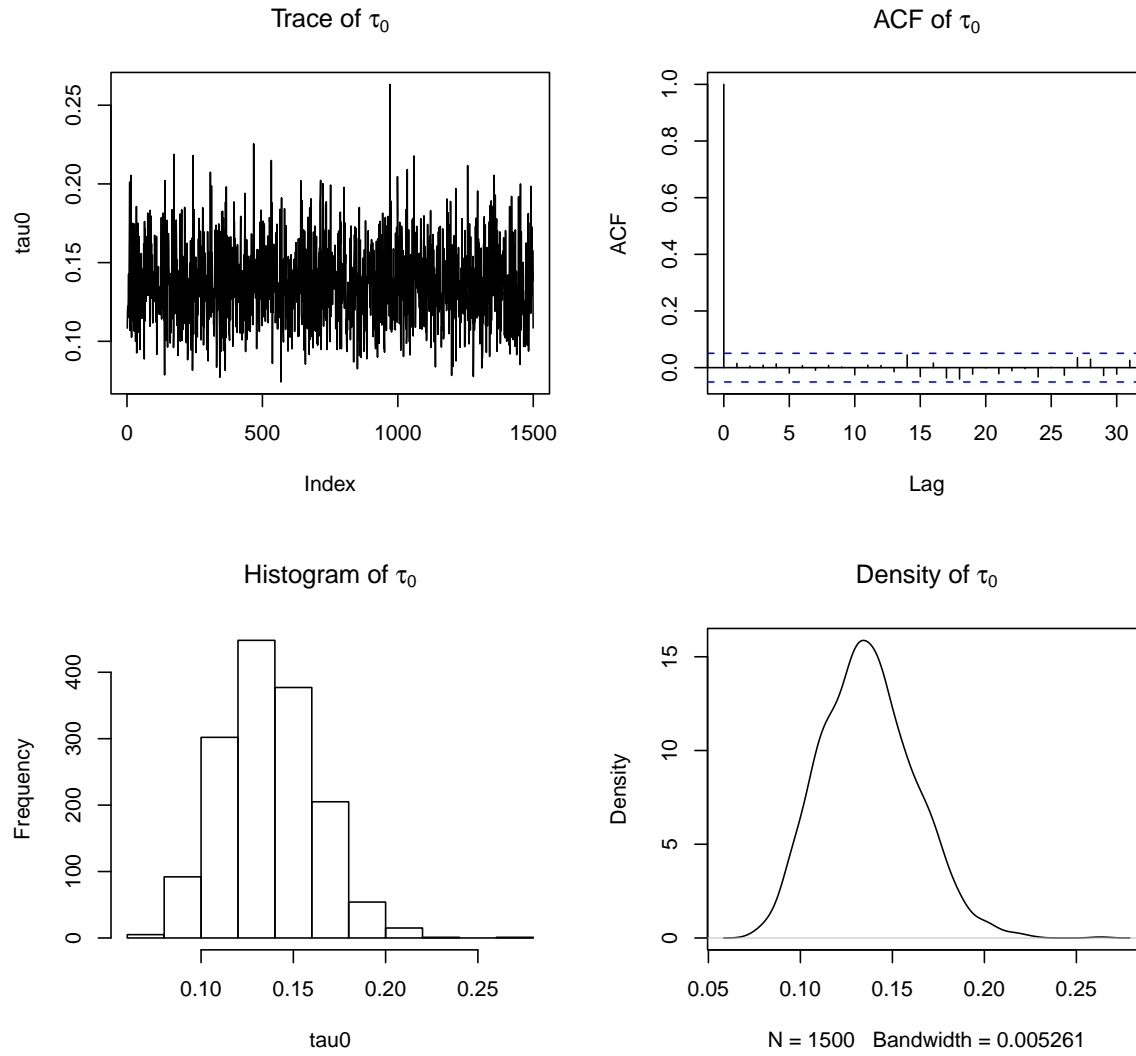 Trace of τ0
0.25
0.20
0.15
0.10
tau0
0 500 1000 1500
Index
ACF of τ0
1.0
0.8
0.6
0.4
0.2
0.0
ACF
0 5 10 15 20 25 30
Lag
Histogram of τ0
400
300
200
100
0
Frequency
0.10 0.15 0.20 0.25
tau0
Density of τ0
15
10
5
0
Density
0.05 0.10 0.15 0.20 0.25
N = 1500 Bandwidth = 0.005261